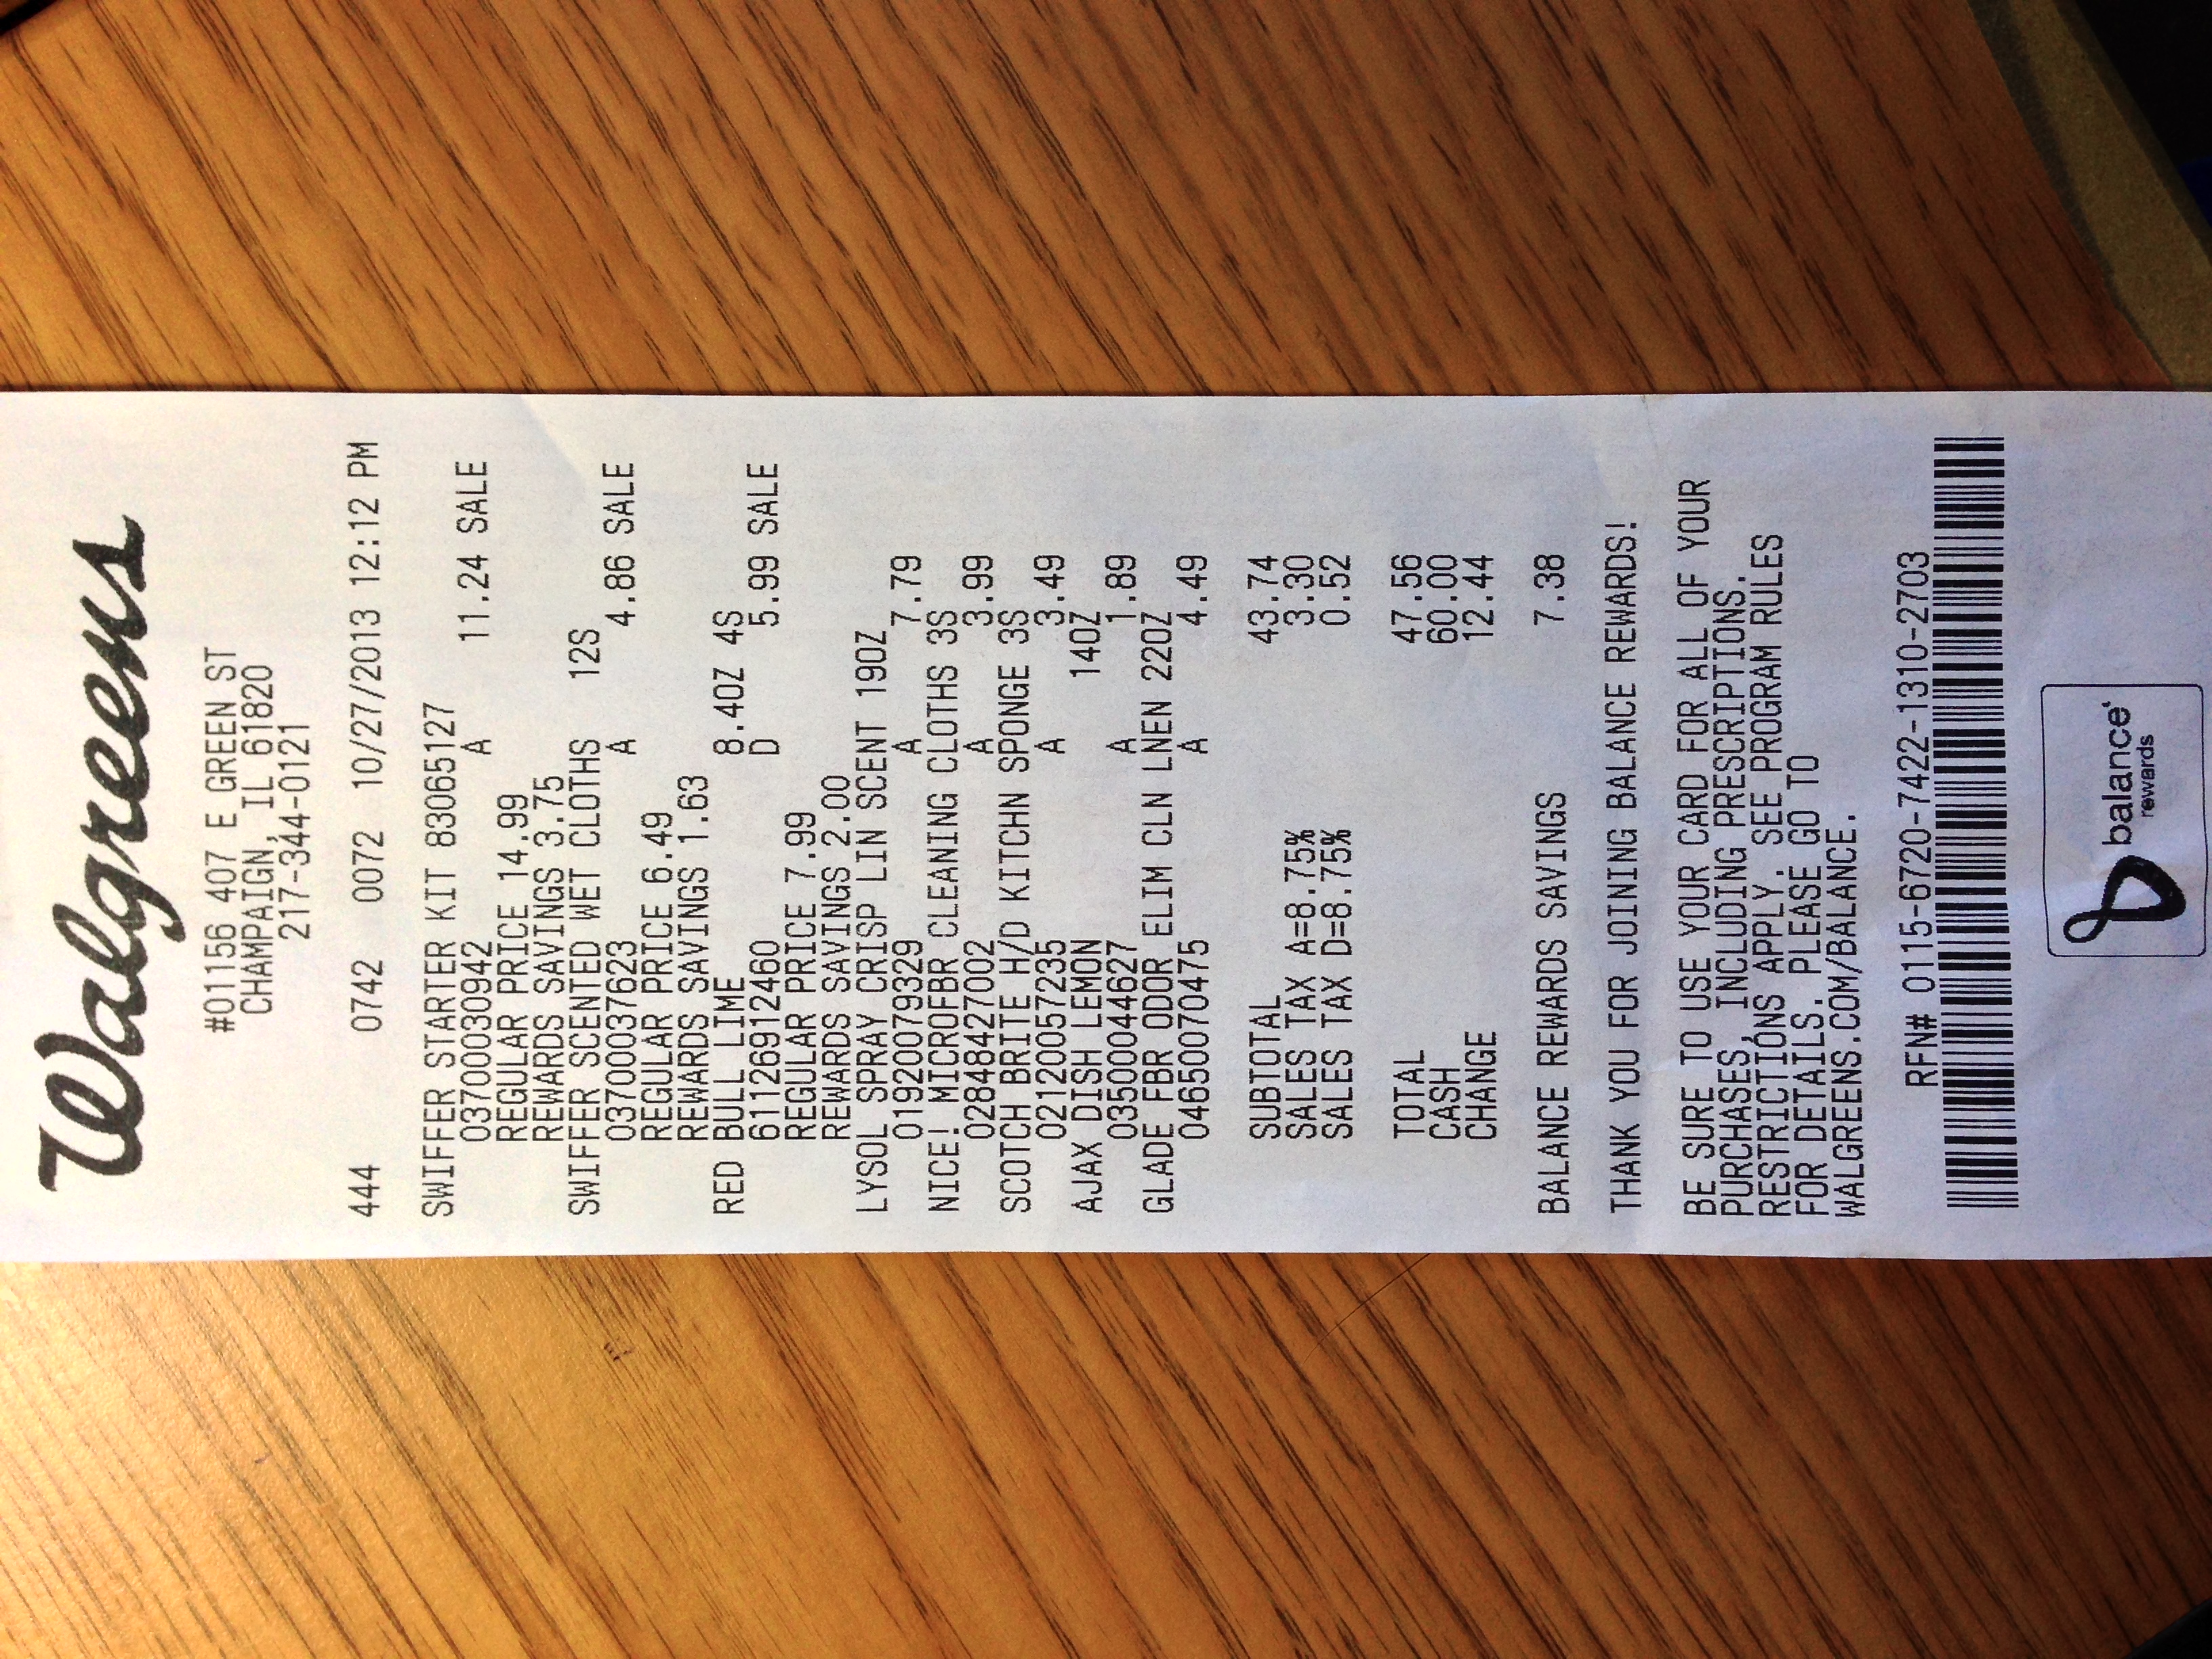 Walgreens
#01156 407 E GREEN ST
CHAMPAIGN, IL 61820
217-344-0121
444 0742 0072 10/27/2013 12:12 PM
SWIFFER STARTER KIT 83065127
03700030942 A 11.24 SALE
REGULAR PRICE 14.99
REWARDS SAVINGS 3.75
SWIFFER SCENTED WET CLOTHS 12S
03700037623 A 4.86 SALE
REGULAR PRICE 6.49
REWARDS SAVINGS 1.63
RED BULL LIME 8.4OZ 4S
61126912460 D 5.99 SALE
REGULAR PRICE 7.99
REWARDS SAVINGS 2.00
LYSOL SPRAY CRISP LIN SCENT 19OZ
01920079329 A 7.79
NICE! MICROFBR CLEANING CLOTHS 3S
02848427002 A 3.99
SCOTCH BRITE H/D KITCHN SPONGE 3S
02120057235 A 3.49
AJAX DISH LEMON 14OZ
03500044627 A 1.89
GLADE FBR ODOR ELIM CLN LNEN 22OZ
04650070475 A 4.49
SUBTOTAL 43.74
SALES TAX A=8.75% 3.30
SALES TAX D=8.75% 0.52
TOTAL 47.56
CASH 60.00
CHANGE 12.44
BALANCE REWARDS SAVINGS 7.38
THANK YOU FOR JOINING BALANCE REWARDS!
BE SURE TO USE YOUR CARD FOR ALL OF YOUR
PURCHASES, INCLUDING PRESCRIPTIONS.
RESTRICTIONS APPLY. SEE PROGRAM RULES
FOR DETAILS. PLEASE GO TO
WALGREENS.COM/BALANCE.
RFN# 0115-6720-7422-1310-2703
balance
rewards